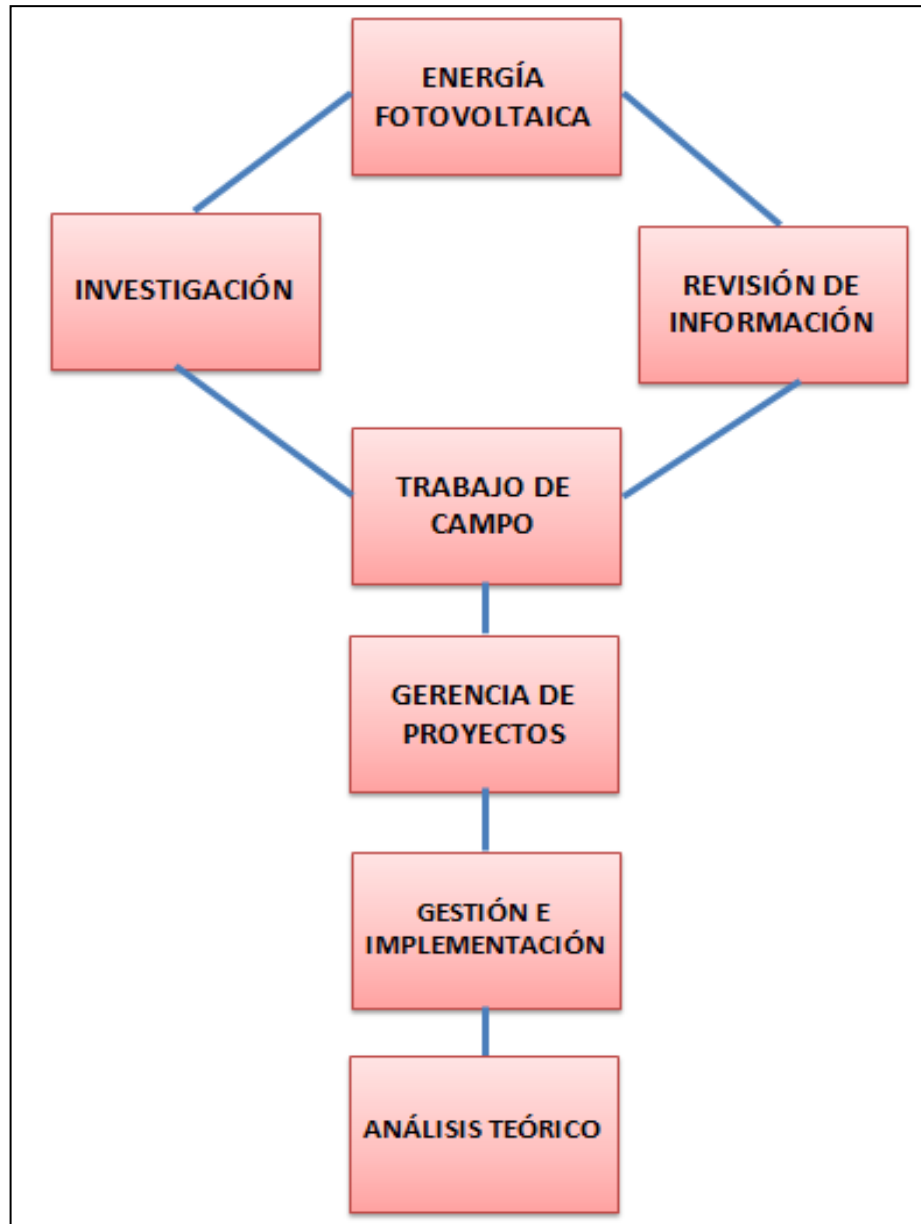 ENERGÍA
FOTOVOLTAICA
INVESTIGACIÓN
REVISIÓN DE
INFORMACIÓN
TRABAJO DE
CAMPO
GERENCIA DE
PROYECTOS
GESTIÓN E
IMPLEMENTACIÓN
ANÁLISIS TEÓRICO